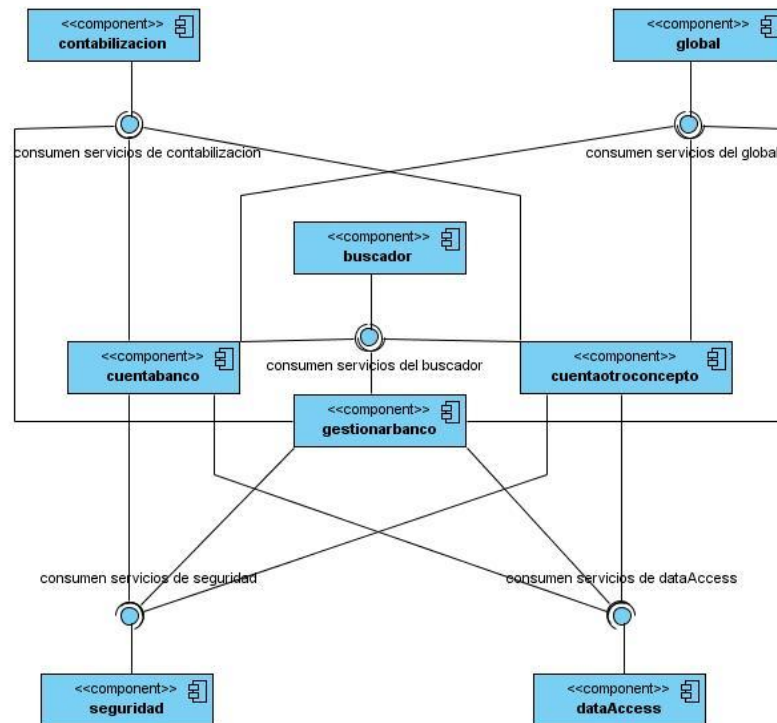 <<component>>
contabilizacion
<<component>>
global
consumen servicios de contabilizacion
consumen servicios del global
<<component>>
buscador
<<component>>
cuentabanco
consumen servicios del buscador
<<component>>
cuentaotroconcepto
<<component>>
gestionarbanco
consumen servicios de seguridad
consumen servicios de dataAccess
<<component>>
seguridad
<<component>>
dataAccess